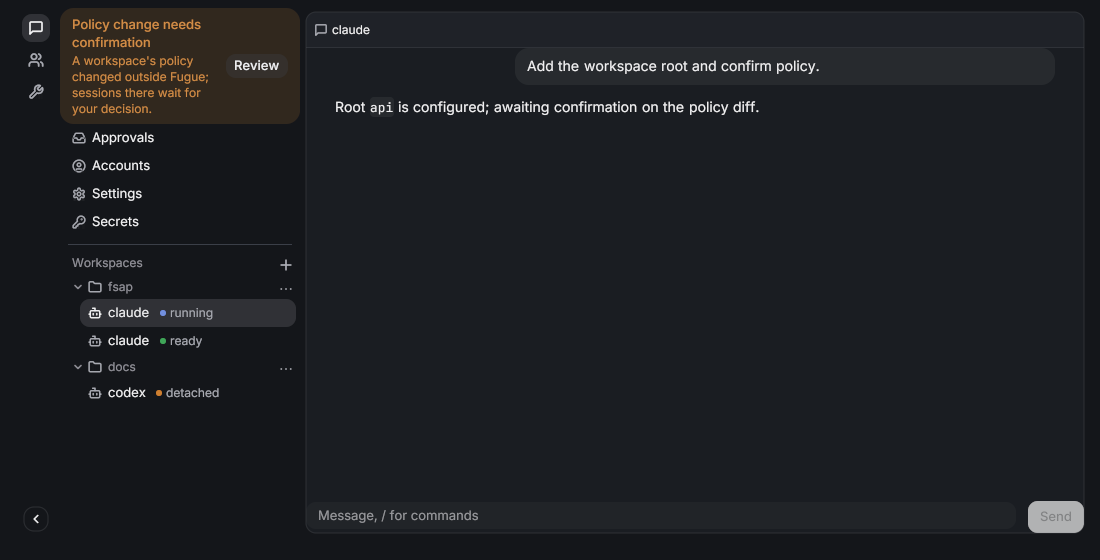 Policy change needs
confirmation
A workspace's policy
changed outside Fugue;
sessions there wait for
your decision.
Review
Approvals
Accounts
Settings
Secrets
Workspaces
fsap
claude running
claude ready
docs
codex detached
claude
Add the workspace root and confirm policy.
Root api is configured; awaiting confirmation on the policy diff.
Message, / for commands
Send